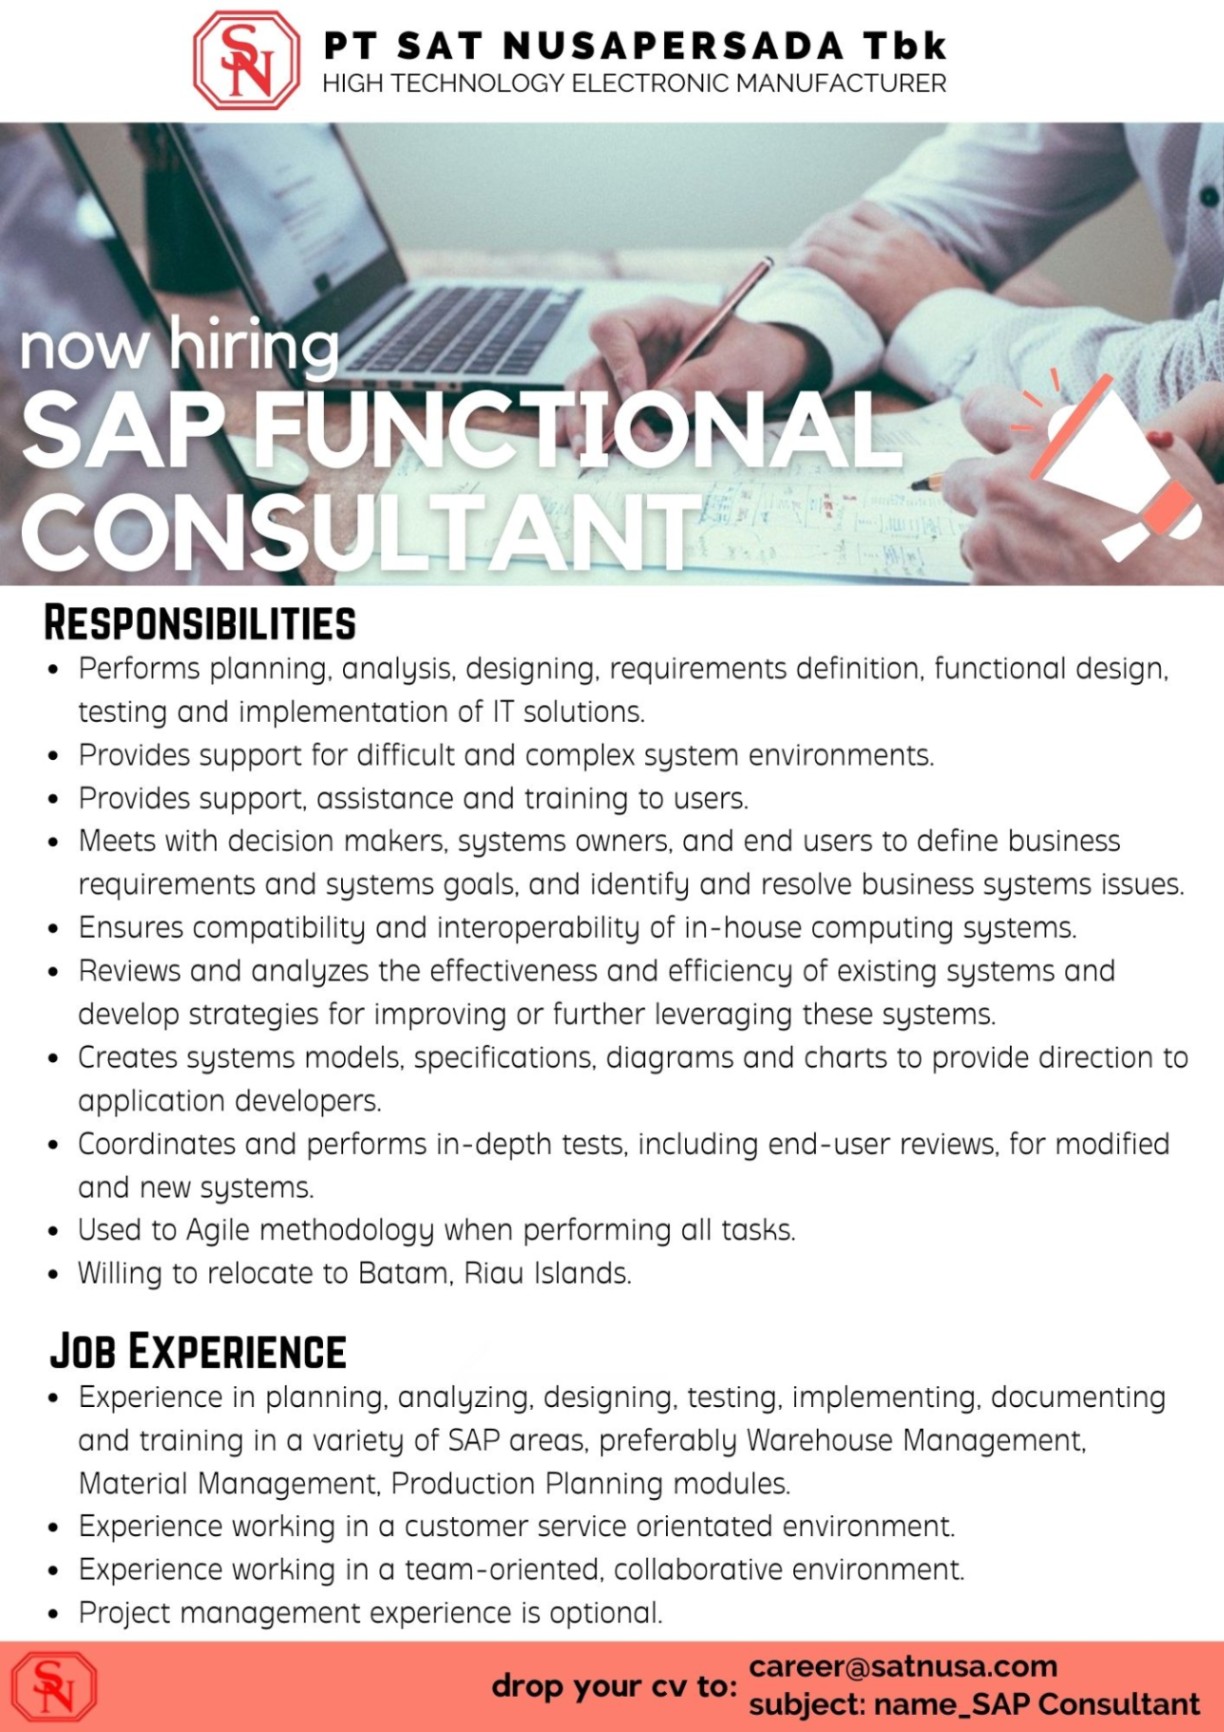 SN
PT SAT NUSAPERSADA Tbk
HIGH TECHNOLOGY ELECTRONIC MANUFACTURER
now hiring
SAP FUNCTIONAL
CONSULTANT
RESPONSIBILITIES
• Performs planning, analysis, designing, requirements definition, functional design,
testing and implementation of IT solutions.
• Provides support for difficult and complex system environments.
• Provides support, assistance and training to users.
• Meets with decision makers, systems owners, and end users to define business
requirements and systems goals, and identify and resolve business systems issues.
• Ensures compatibility and interoperability of in-house computing systems.
• Reviews and analyzes the effectiveness and efficiency of existing systems and
develop strategies for improving or further leveraging these systems.
• Creates systems models, specifications, diagrams and charts to provide direction to
application developers.
• Coordinates and performs in-depth tests, including end-user reviews, for modified
and new systems.
• Used to Agile methodology when performing all tasks.
• Willing to relocate to Batam, Riau Islands.
JOB EXPERIENCE
• Experience in planning, analyzing, designing, testing, implementing, documenting
and training in a variety of SAP areas, preferably Warehouse Management,
Material Management, Production Planning modules.
• Experience working in a customer service orientated environment.
• Experience working in a team-oriented, collaborative environment.
• Project management experience is optional.
SN
drop your cv to:
career@satnusa.com
subject: name_SAP Consultant